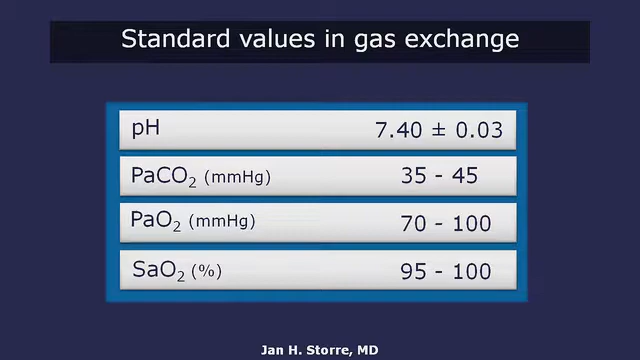 Standard values in gas exchange
pH 7.40 ± 0.03
PaCO₂ (mmHg) 35 - 45
PaO₂ (mmHg) 70 - 100
SaO₂ (%) 95 - 100
Jan H. Storre, MD